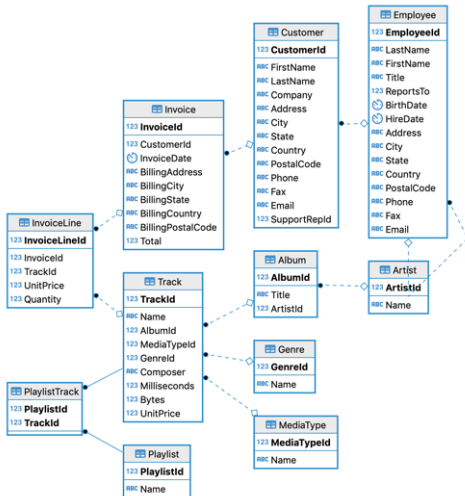 Employee
123 EmployeeId
ABC LastName
ABC FirstName
ABC Title
123 ReportsTo
BirthDate
HireDate
ABC Address
ABC City
ABC State
ABC Country
ABC PostalCode
ABC Phone
ABC Fax
ABC Email
Customer
123 CustomerId
ABC FirstName
ABC LastName
ABC Company
ABC Address
ABC City
ABC State
ABC Country
ABC PostalCode
ABC Phone
ABC Fax
ABC Email
123 SupportRepId
Invoice
123 InvoiceId
123 CustomerId
InvoiceDate
ABC BillingAddress
ABC BillingCity
ABC BillingState
ABC BillingCountry
ABC BillingPostalCode
123 Total
InvoiceLine
123 InvoiceLineId
123 InvoiceId
123 TrackId
123 UnitPrice
123 Quantity
Track
123 TrackId
ABC Name
123 AlbumId
123 MediaTypeId
123 GenreId
ABC Composer
123 Milliseconds
123 Bytes
123 UnitPrice
Album
123 AlbumId
ABC Title
123 ArtistId
Artist
123 ArtistId
ABC Name
Genre
123 GenreId
ABC Name
MediaType
123 MediaTypeId
ABC Name
PlaylistTrack
123 PlaylistId
123 TrackId
Playlist
123 PlaylistId
ABC Name